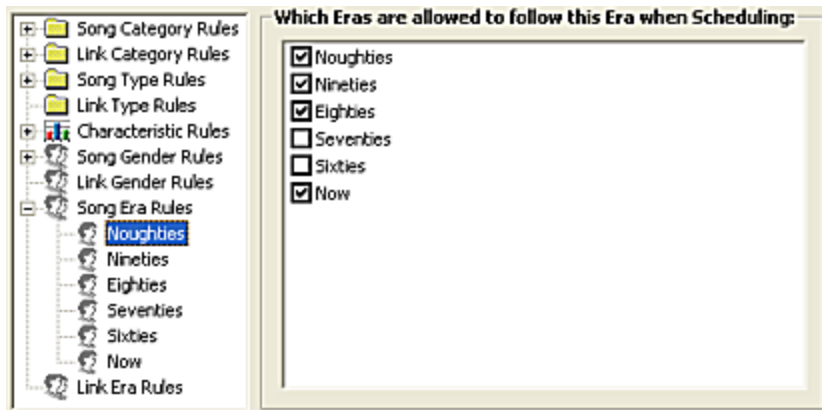 Song Category Rules
Link Category Rules
Song Type Rules
Link Type Rules
Characteristic Rules
Song Gender Rules
Link Gender Rules
Song Era Rules
Noughties
Nineties
Eighties
Seventies
Sixties
Now
Link Era Rules
Which Eras are allowed to follow this Era when Scheduling:
Noughties
Nineties
Eighties
Seventies
Sixties
Now